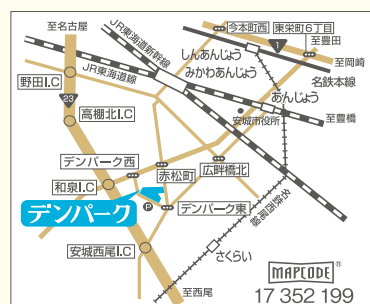 至名古屋
JR東海道新幹線
今本町西
東栄町6丁目
至豊田
1
しんあんじょう
至岡崎
みかわあんじょう
名鉄本線
野田I.C
JR東海道線
あんじょう
23
安城市役所
至豊橋
高棚北I.C
デンパーク西
赤松町
広畔橋北
和泉I.C
デンパーク
P
デンパーク東
名鉄西尾線
安城西尾I.C
さくらい
至西尾
MAPCODE®
17 352 199